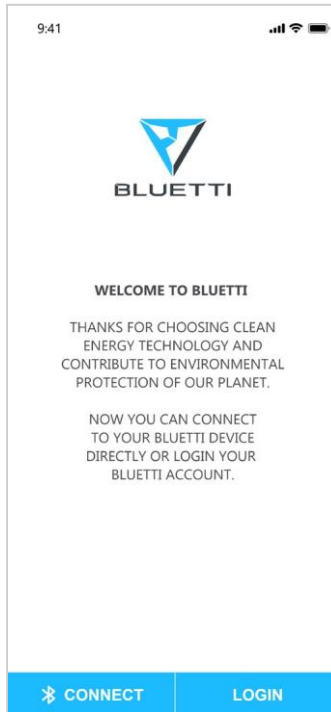 9:41
BLUETTI
WELCOME TO BLUETTI
THANKS FOR CHOOSING CLEAN
ENERGY TECHNOLOGY AND
CONTRIBUTE TO ENVIRONMENTAL
PROTECTION OF OUR PLANET.
NOW YOU CAN CONNECT
TO YOUR BLUETTI DEVICE
DIRECTLY OR LOGIN YOUR
BLUETTI ACCOUNT.
CONNECT
LOGIN